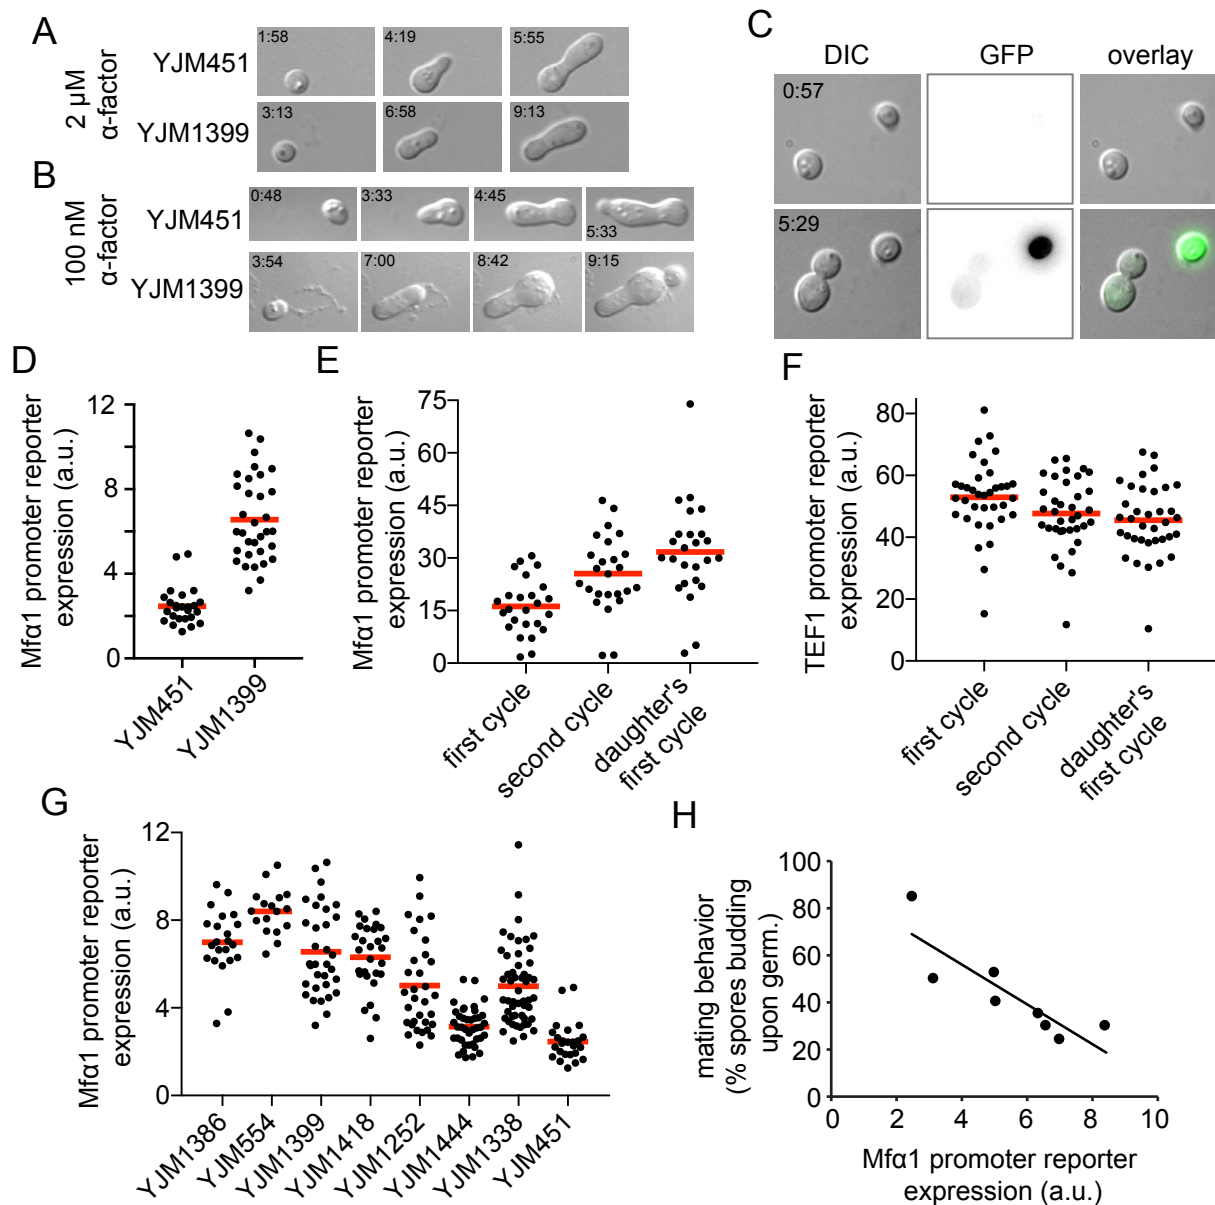 A
2 µM
α-factor
YJM451
1:58
4:19
5:55
YJM1399
3:13
6:58
9:13
B
100 nM
α-factor
YJM451
0:48
3:33
4:45
5:33
YJM1399
3:54
7:00
8:42
9:15
C
DIC
GFP
overlay
0:57
5:29
D
Mfα1 promoter reporter
expression (a.u.)
12
8
4
0
YJM451
YJM1399
E
Mfα1 promoter reporter
expression (a.u.)
75
60
45
30
15
0
first cycle
second cycle
daughter's
first cycle
F
TEF1 promoter reporter
expression (a.u.)
80
60
40
20
0
first cycle
second cycle
daughter's
first cycle
G
Mfα1 promoter reporter
expression (a.u.)
12
8
4
0
YJM1386
YJM554
YJM1399
YJM1418
YJM1252
YJM1444
YJM1338
YJM451
H
mating behavior
(% spores budding
upon germ.)
100
80
60
40
20
0
0
2
4
6
8
10
Mfα1 promoter reporter
expression (a.u.)